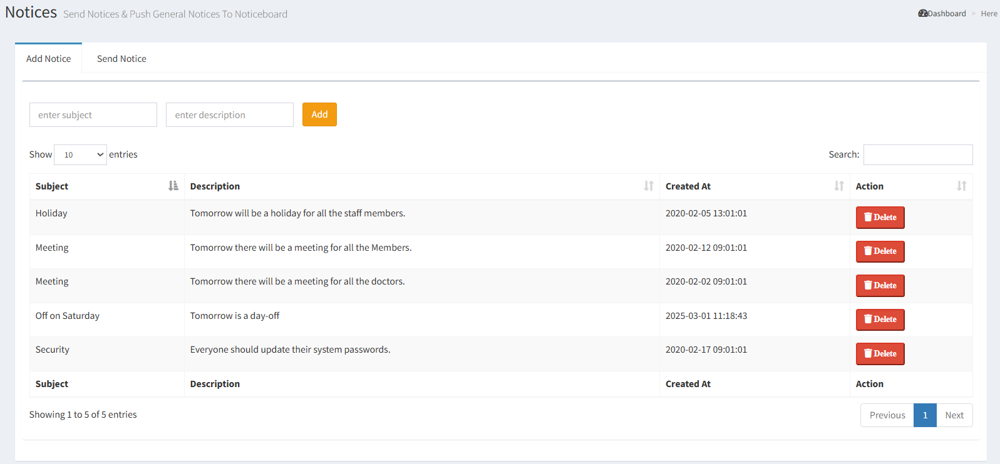 Notices Send Notices & Push General Notices To Noticeboard
Dashboard > Here
Add Notice Send Notice
enter subject enter description Add
Show 10 entries Search:
Subject Description Created At Action
Holiday Tomorrow will be a holiday for all the staff members. 2020-02-05 13:01:01 Delete
Meeting Tomorrow there will be a meeting for all the Members. 2020-02-12 09:01:01 Delete
Meeting Tomorrow there will be a meeting for all the doctors. 2020-02-02 09:01:01 Delete
Off on Saturday Tomorrow is a day-off 2025-03-01 11:18:43 Delete
Security Everyone should update their system passwords. 2020-02-17 09:01:01 Delete
Subject Description Created At Action
Showing 1 to 5 of 5 entries Previous 1 Next